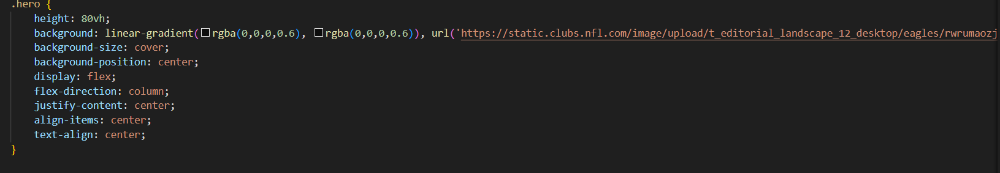 .hero {
    height: 80vh;
    background: linear-gradient(rgba(0,0,0,0.6), rgba(0,0,0,0.6)), url('https://static.clubs.nfl.com/image/upload/t_editorial_landscape_12_desktop/eagles/rwrumaozj
    background-size: cover;
    background-position: center;
    display: flex;
    flex-direction: column;
    justify-content: center;
    align-items: center;
    text-align: center;
}